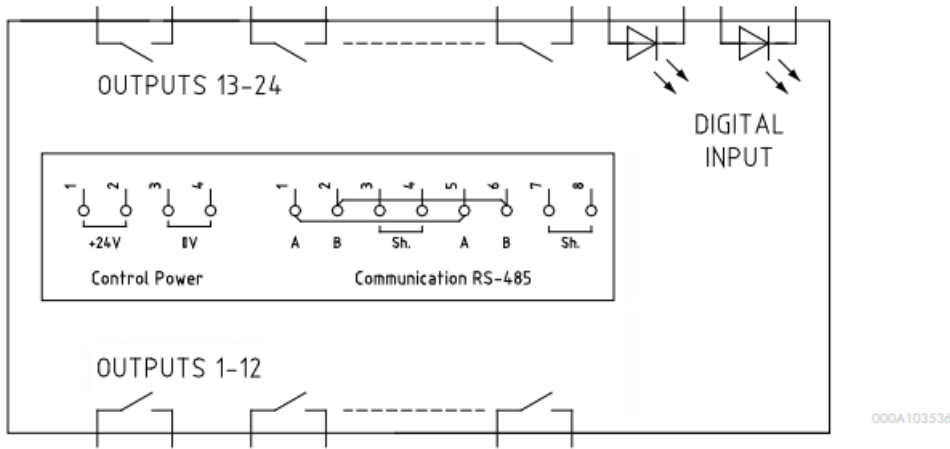 OUTPUTS 13-24
DIGITAL
INPUT
1 2 3 4 1 2 3 4 5 6 7 8
+24V 0V A B Sh. A B Sh.
Control Power Communication RS-485
OUTPUTS 1-12
000A103536